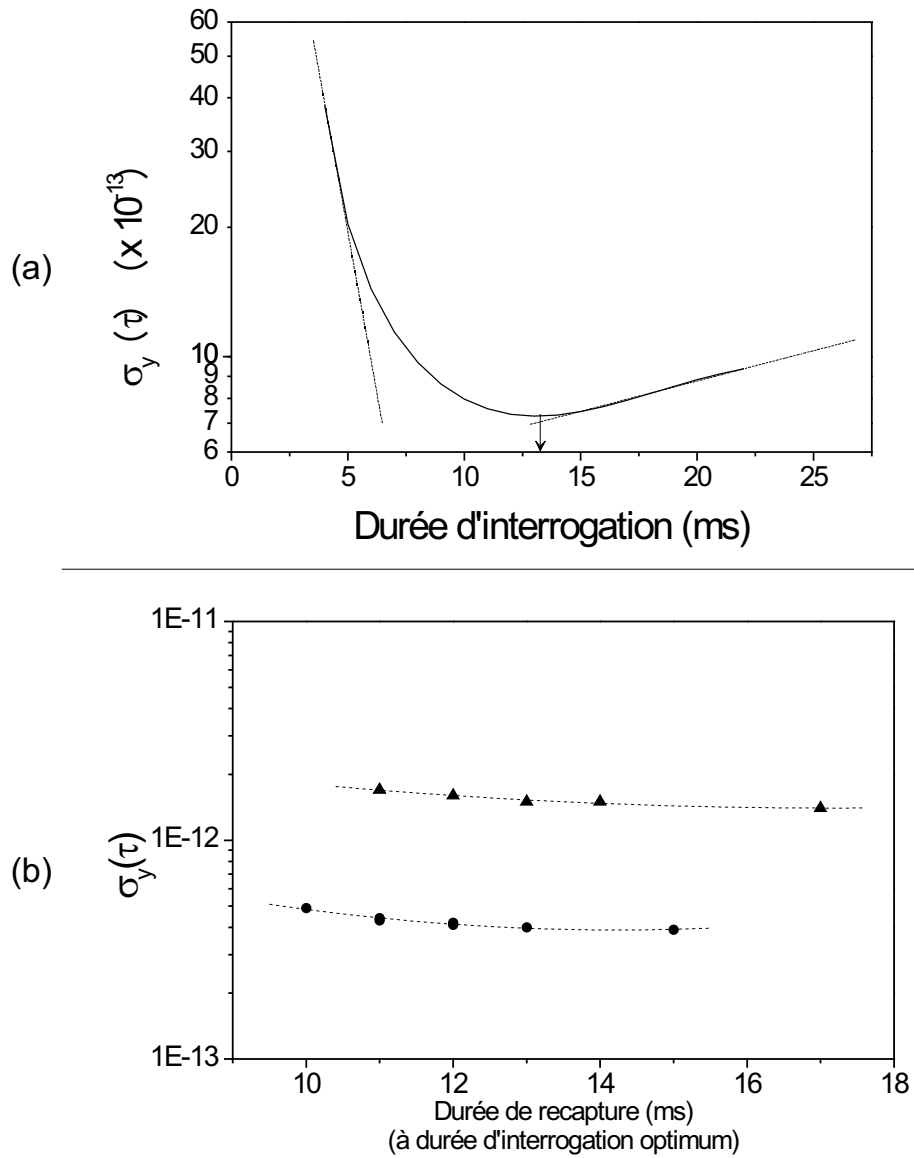 (a)
σy (τ) (x 10-13)
60
50
40
30
20
10
9
8
7
6
0 5 10 15 20 25
Durée d'interrogation (ms)
(b)
σy(τ)
1E-11
1E-12
1E-13
10 12 14 16 18
Durée de recapture (ms)
(à durée d'interrogation optimum)